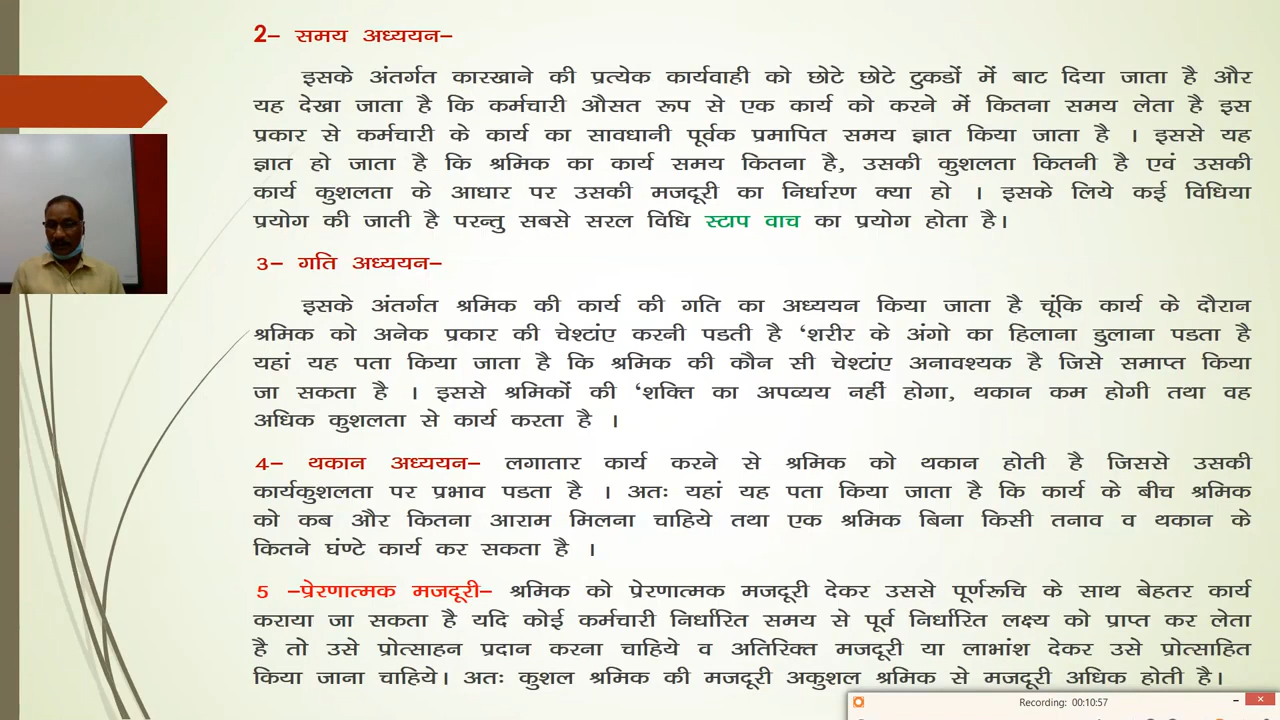 2– समय अध्ययन–
इसके अंतर्गत कारखाने की प्रत्येक कार्यवाही को छोटे छोटे टुकडों में बाट दिया जाता है और
यह देखा जाता है कि कर्मचारी औसत रूप से एक कार्य को करने में कितना समय लेता है इस
प्रकार से कर्मचारी के कार्य का सावधानी पूर्वक प्रमापित समय ज्ञात किया जाता है । इससे यह
ज्ञात हो जाता है कि श्रमिक का कार्य समय कितना है, उसकी कुशलता कितनी है एवं उसकी
कार्य कुशलता के आधार पर उसकी मजदूरी का निर्धारण क्या हो । इसके लिये कई विधिया
प्रयोग की जाती है परन्तु सबसे सरल विधि स्टाप वाच का प्रयोग होता है।
3– गति अध्ययन–
इसके अंतर्गत श्रमिक की कार्य की गति का अध्ययन किया जाता है चूंकि कार्य के दौरान
श्रमिक को अनेक प्रकार की चेश्टांए करनी पडती है ‘शरीर के अंगो का हिलाना डुलाना पडता है
यहां यह पता किया जाता है कि श्रमिक की कौन सी चेश्टांए अनावश्यक है जिसे समाप्त किया
जा सकता है । इससे श्रमिकों की ‘शक्ति का अपव्यय नहीं होगा, थकान कम होगी तथा वह
अधिक कुशलता से कार्य करता है ।
4– थकान अध्ययन– लगातार कार्य करने से श्रमिक को थकान होती है जिससे उसकी
कार्यकुशलता पर प्रभाव पडता है । अतः यहां यह पता किया जाता है कि कार्य के बीच श्रमिक
को कब और कितना आराम मिलना चाहिये तथा एक श्रमिक बिना किसी तनाव व थकान के
कितने घंण्टे कार्य कर सकता है ।
5 –प्रेरणात्मक मजदूरी– श्रमिक को प्रेरणात्मक मजदूरी देकर उससे पूर्णरूचि के साथ बेहतर कार्य
कराया जा सकता है यदि कोई कर्मचारी निर्धारित समय से पूर्व निर्धारित लक्ष्य को प्राप्त कर लेता
है तो उसे प्रोत्साहन प्रदान करना चाहिये व अतिरिक्त मजदूरी या लाभांश देकर उसे प्रोत्साहित
किया जाना चाहिये। अतः कुशल श्रमिक की मजदूरी अकुशल श्रमिक से मजदूरी अधिक होती है।
Recording: 00:10:57